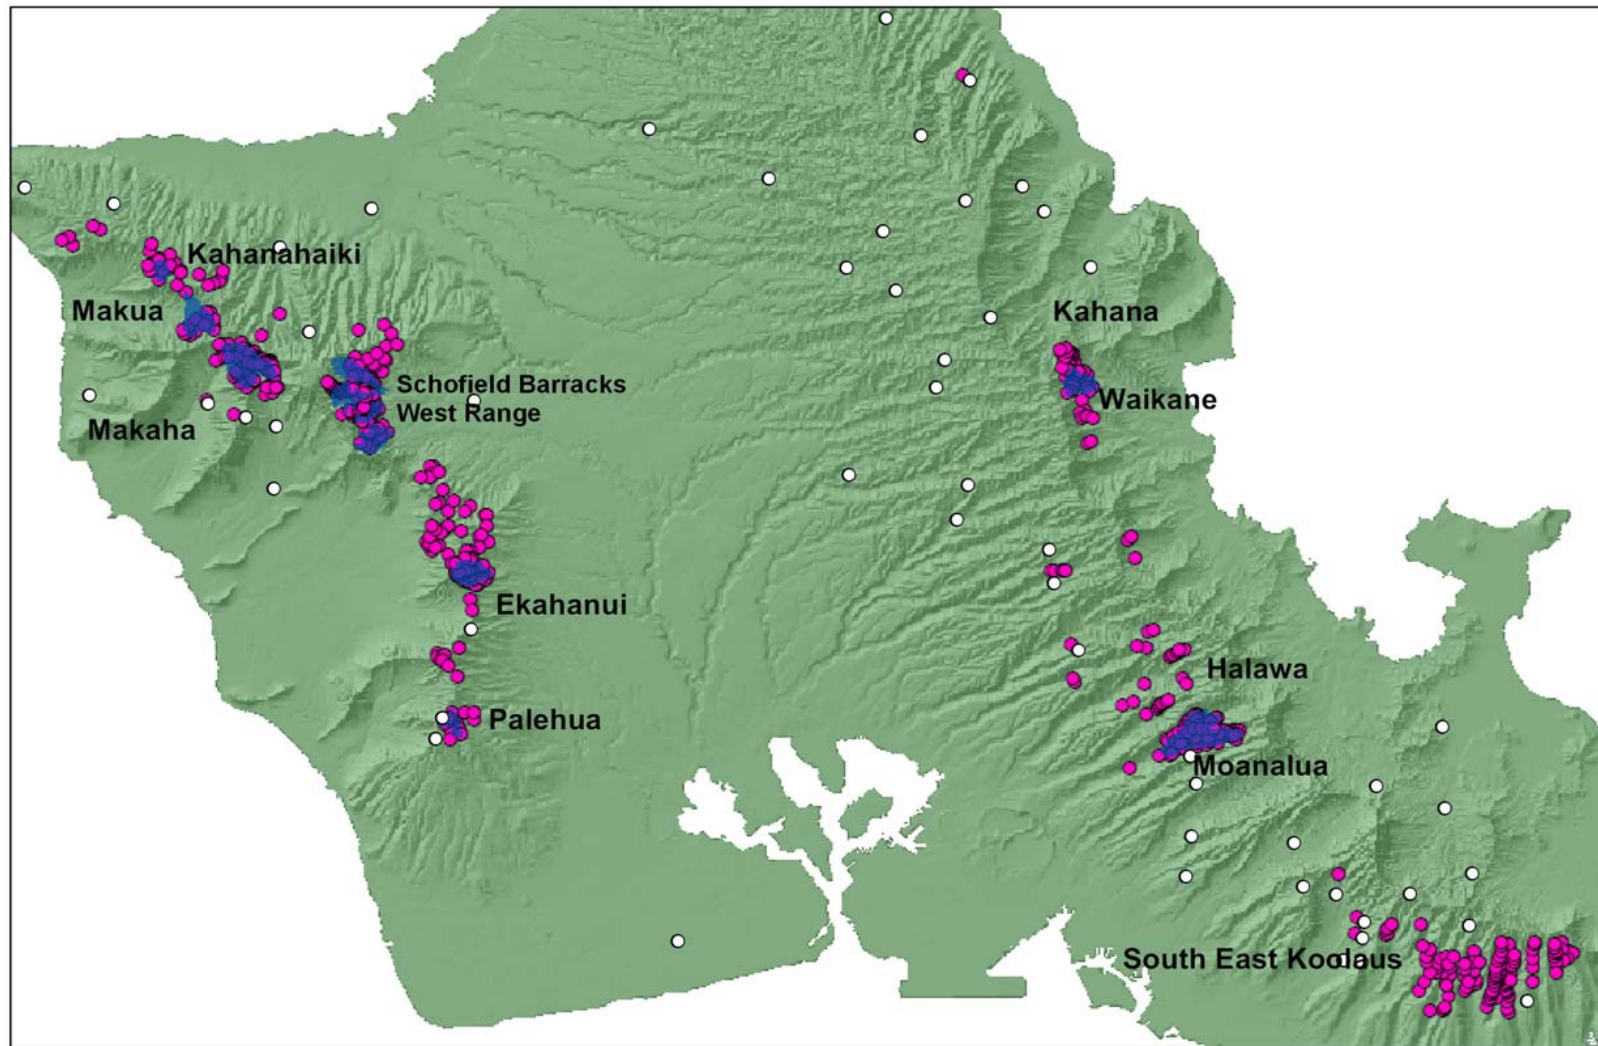 Kahanahaiki
Makua
Kahana
Schofield Barracks
West Range
Waikane
Makaha
Ekahanui
Halawa
Palehua
Moanalua
South East Koolaus